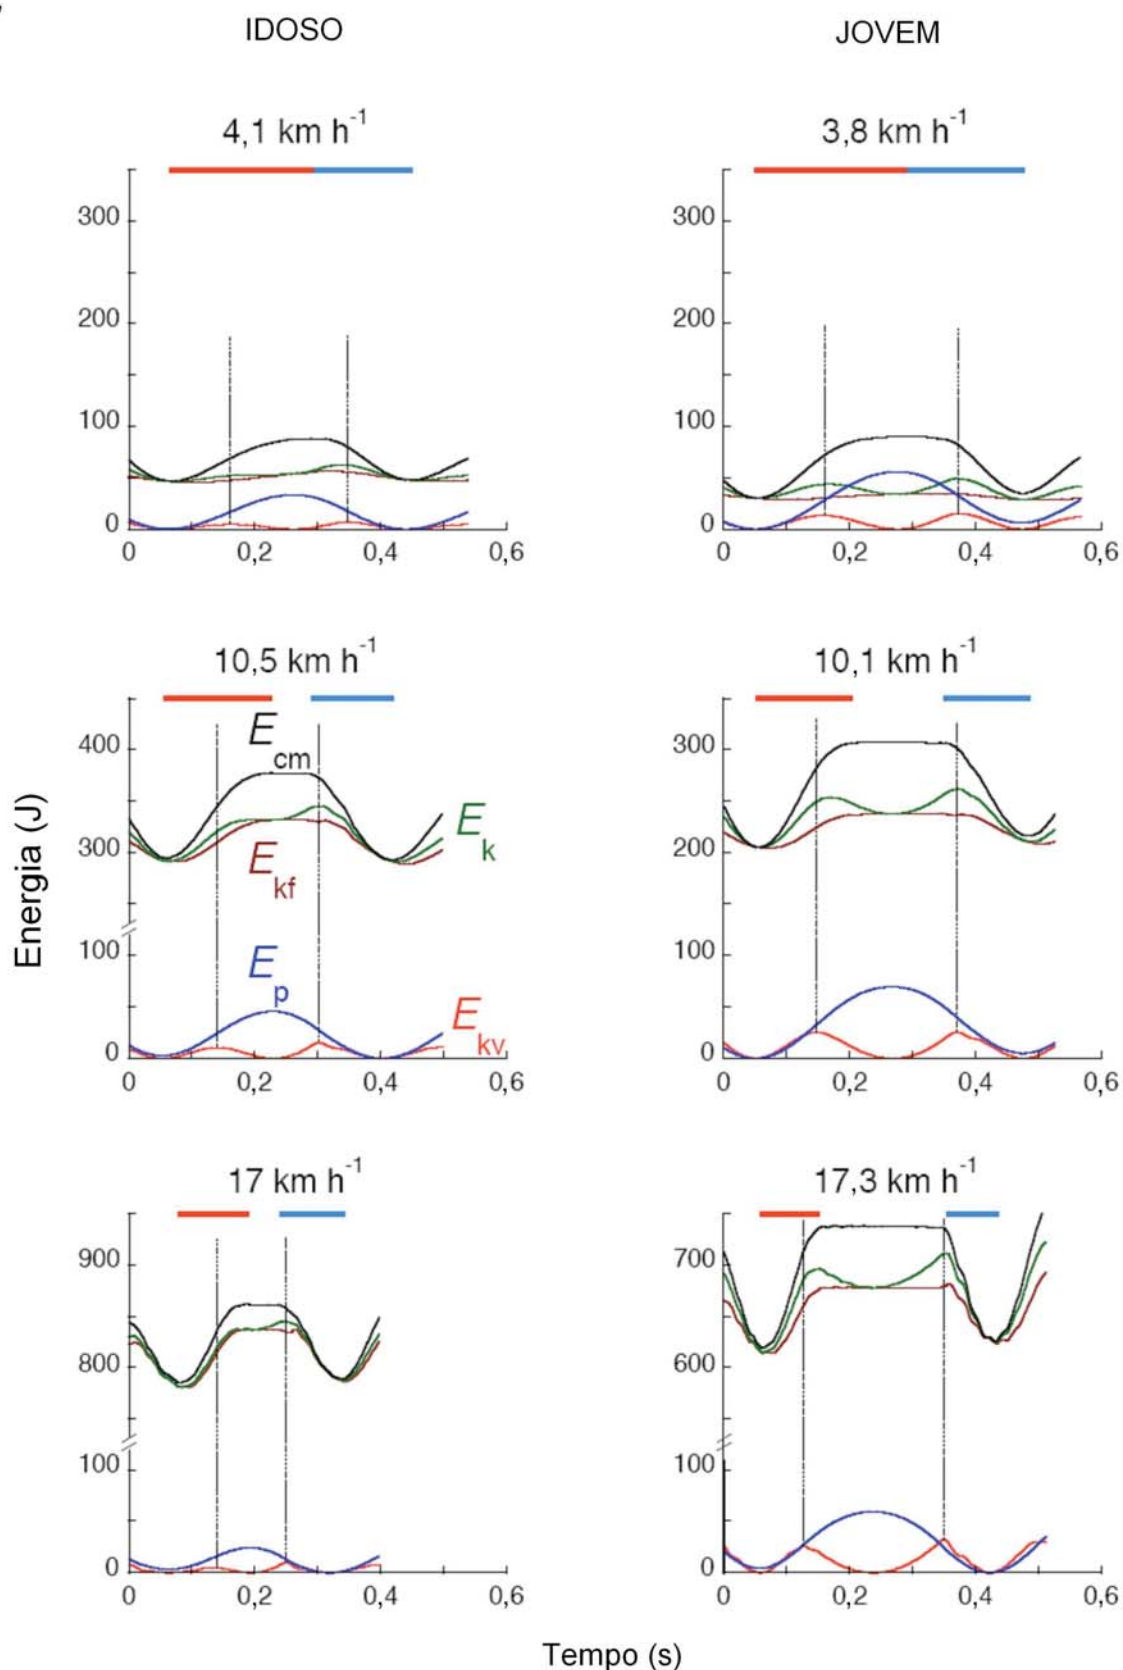 IDOSO
JOVEM
4,1 km h-1
3,8 km h-1
300
300
200
200
100
100
0
0
0 0,2 0,4 0,6
0 0,2 0,4 0,6
10,5 km h-1
10,1 km h-1
400
300
Ecm
Ek
300
200
Ekf
Energia (J)
100
100
Ep
Ekv
0
0
0 0,2 0,4 0,6
0 0,2 0,4 0,6
17 km h-1
17,3 km h-1
900
700
800
600
100
100
0
0
0 0,2 0,4 0,6
0 0,2 0,4 0,6
Tempo (s)